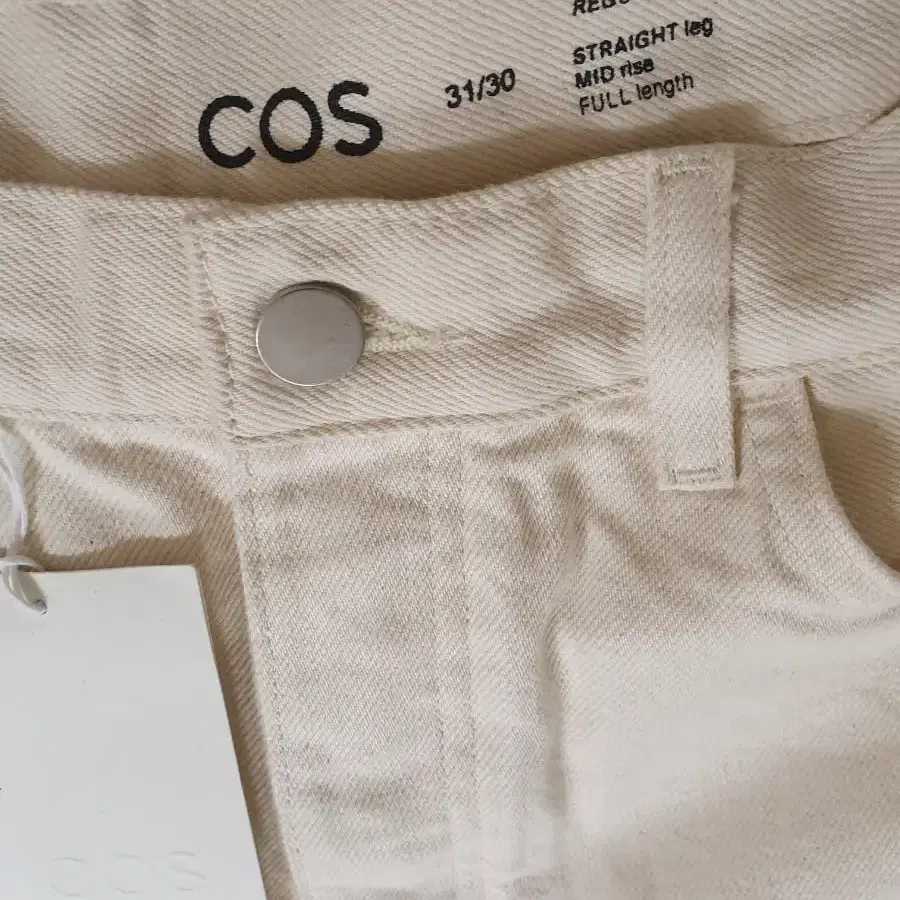 COS
31/30
STRAIGHT leg
MID rise
FULL length
COS